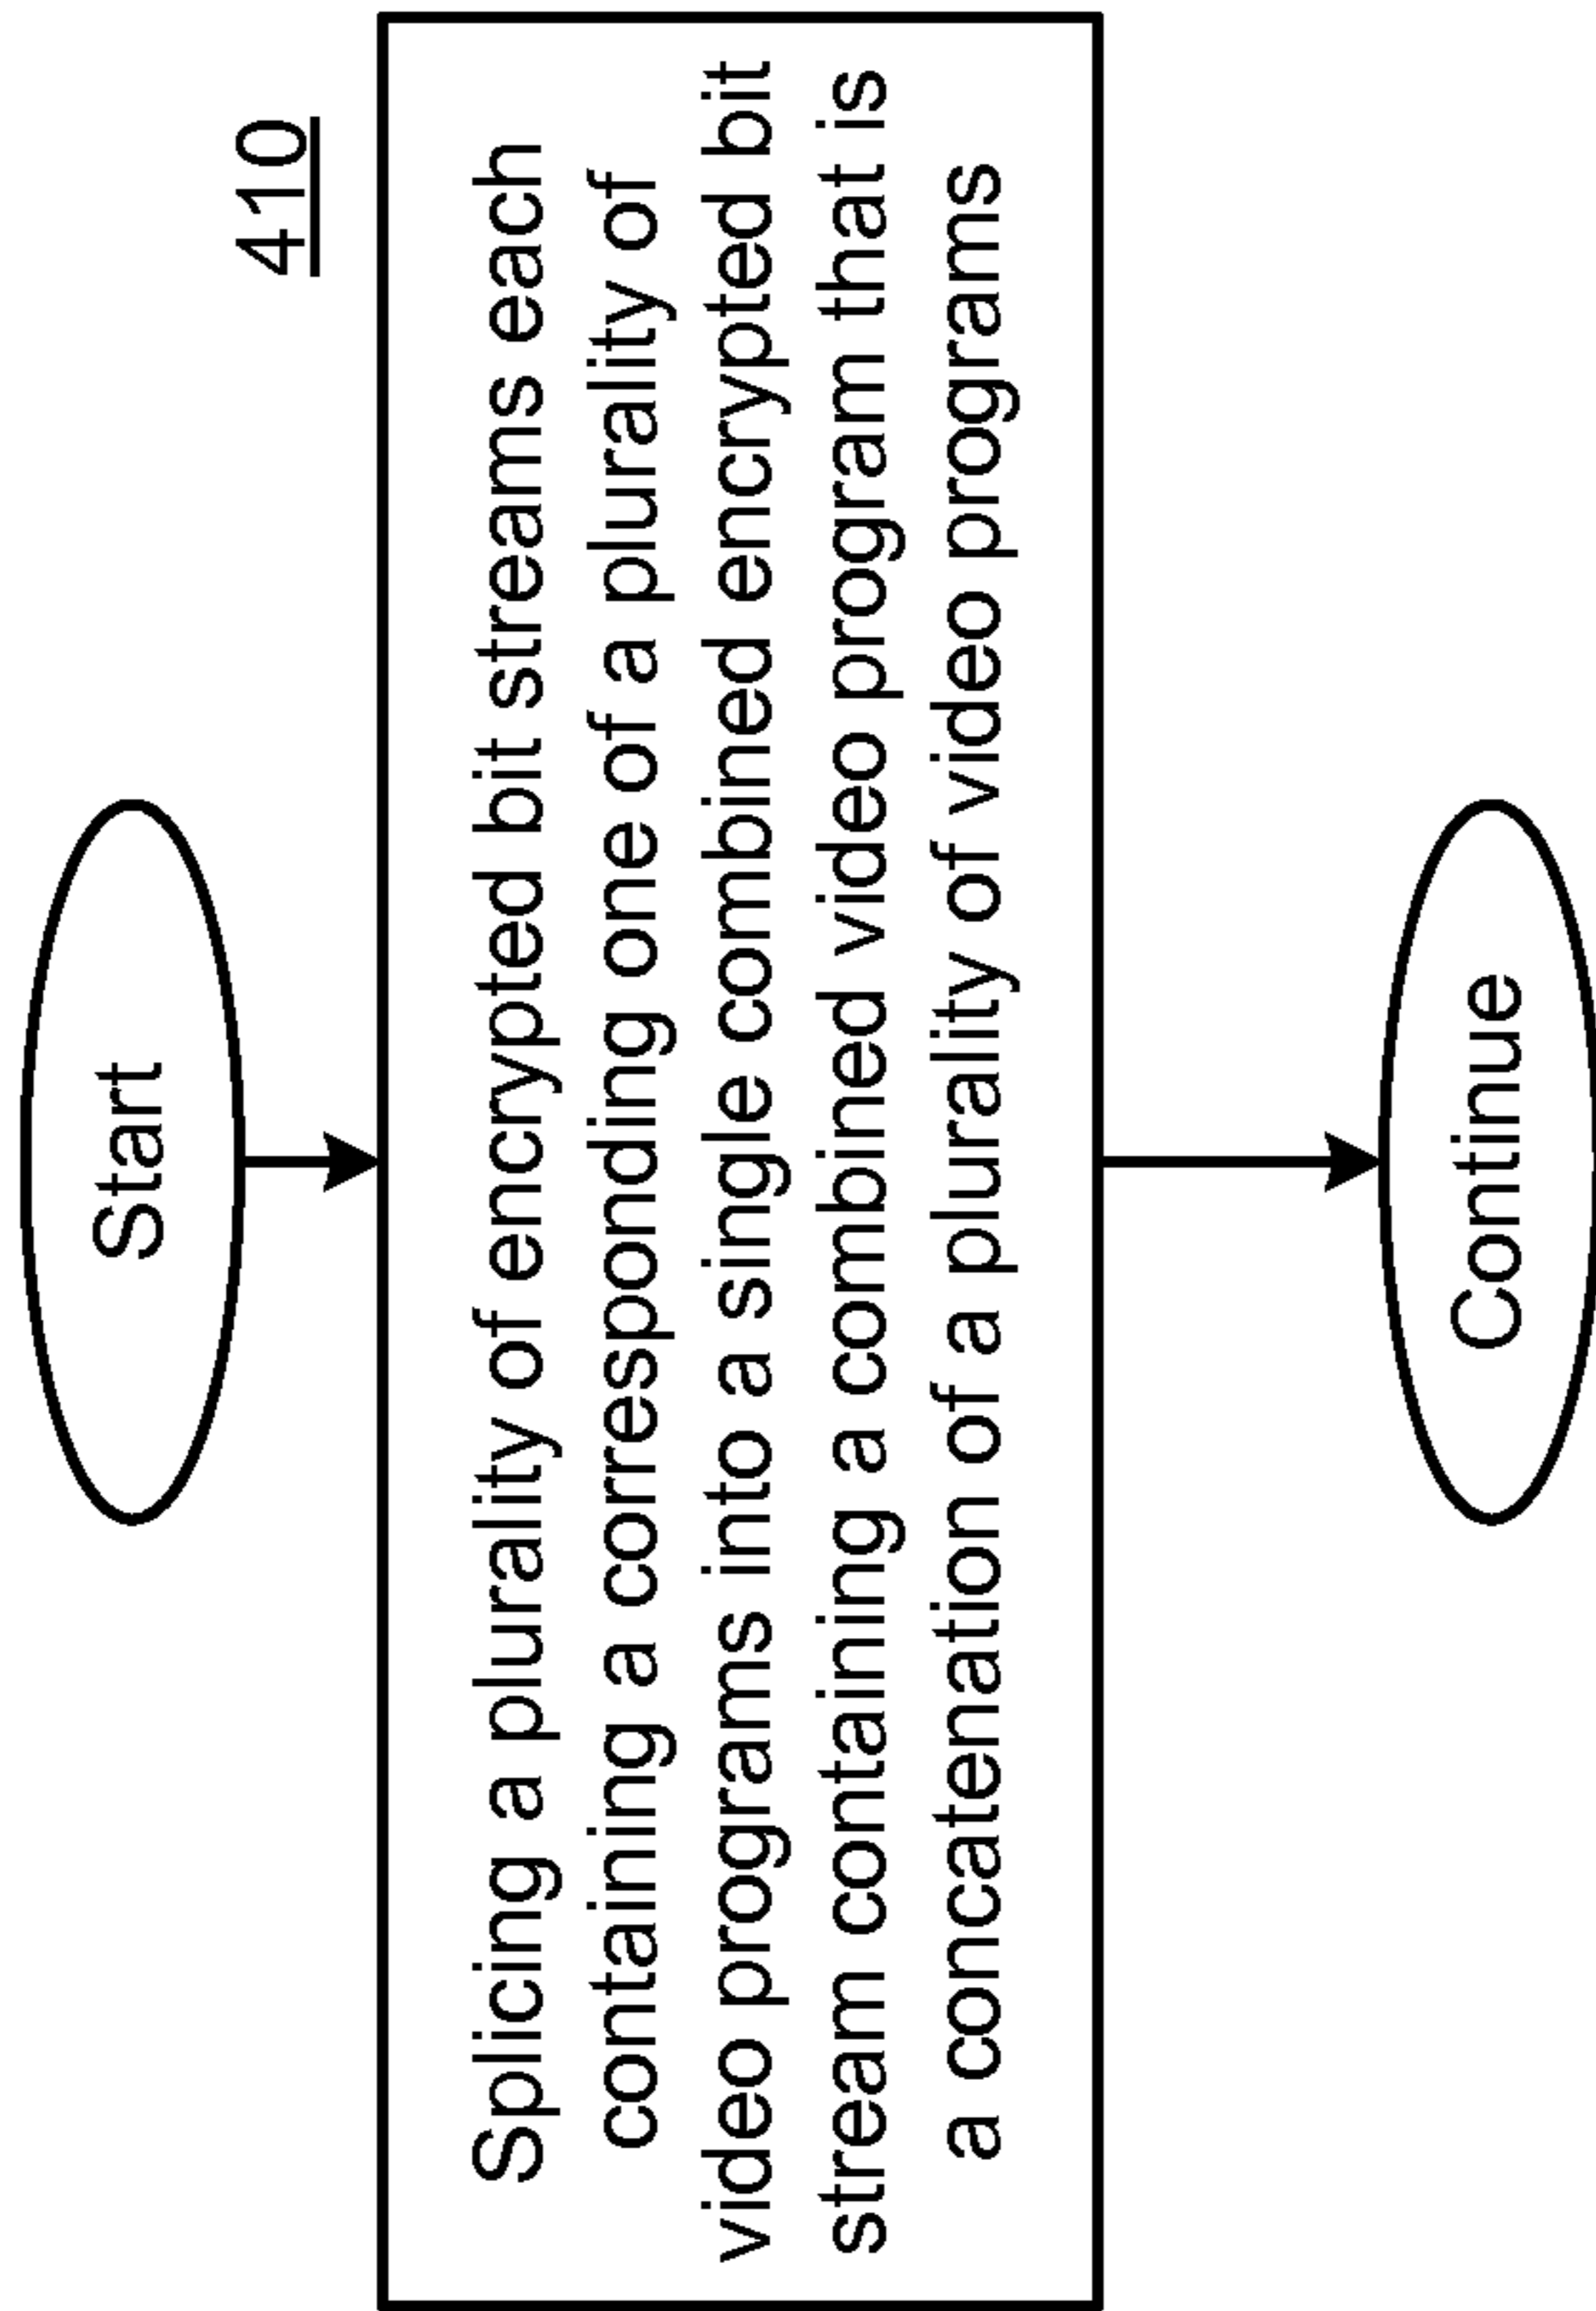 Start
410
Splicing a plurality of encrypted bit streams each
containing a corresponding one of a plurality of
video programs into a single combined encrypted bit
stream containing a combined video program that is
a concatenation of a plurality of video programs
Continue